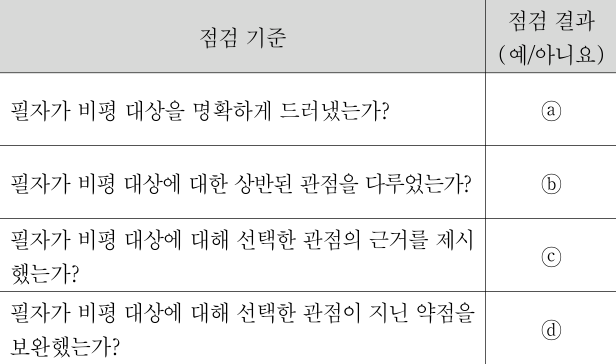 점검 기준
점검 결과
(예/아니요)
필자가 비평 대상을 명확하게 드러냈는가?
ⓐ
필자가 비평 대상에 대한 상반된 관점을 다루었는가?
ⓑ
필자가 비평 대상에 대해 선택한 관점의 근거를 제시
했는가?
ⓒ
필자가 비평 대상에 대해 선택한 관점이 지닌 약점을
보완했는가?
ⓓ